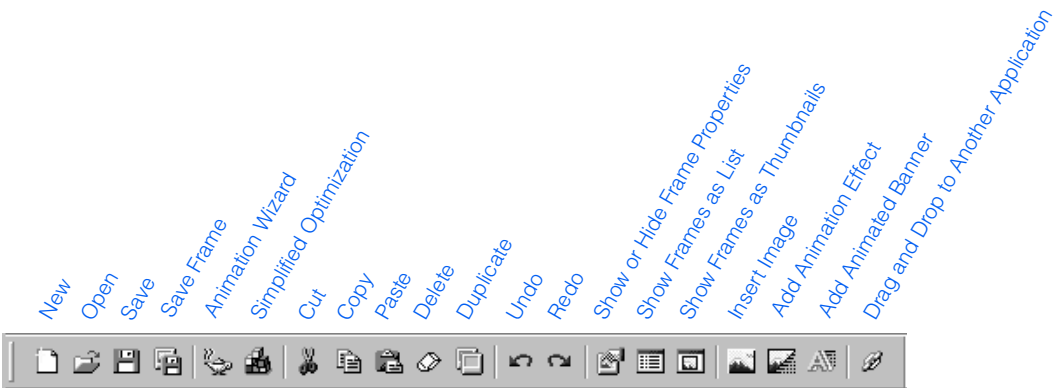 New
Open
Save
Save Frame
Animation Wizard
Simplified Optimization
Cut
Copy
Paste
Delete
Duplicate
Undo
Redo
Show or Hide Frame Properties
Show Frames as List
Show Frames as Thumbnails
Insert Image
Add Animation Effect
Add Animated Banner
Drag and Drop to Another Application